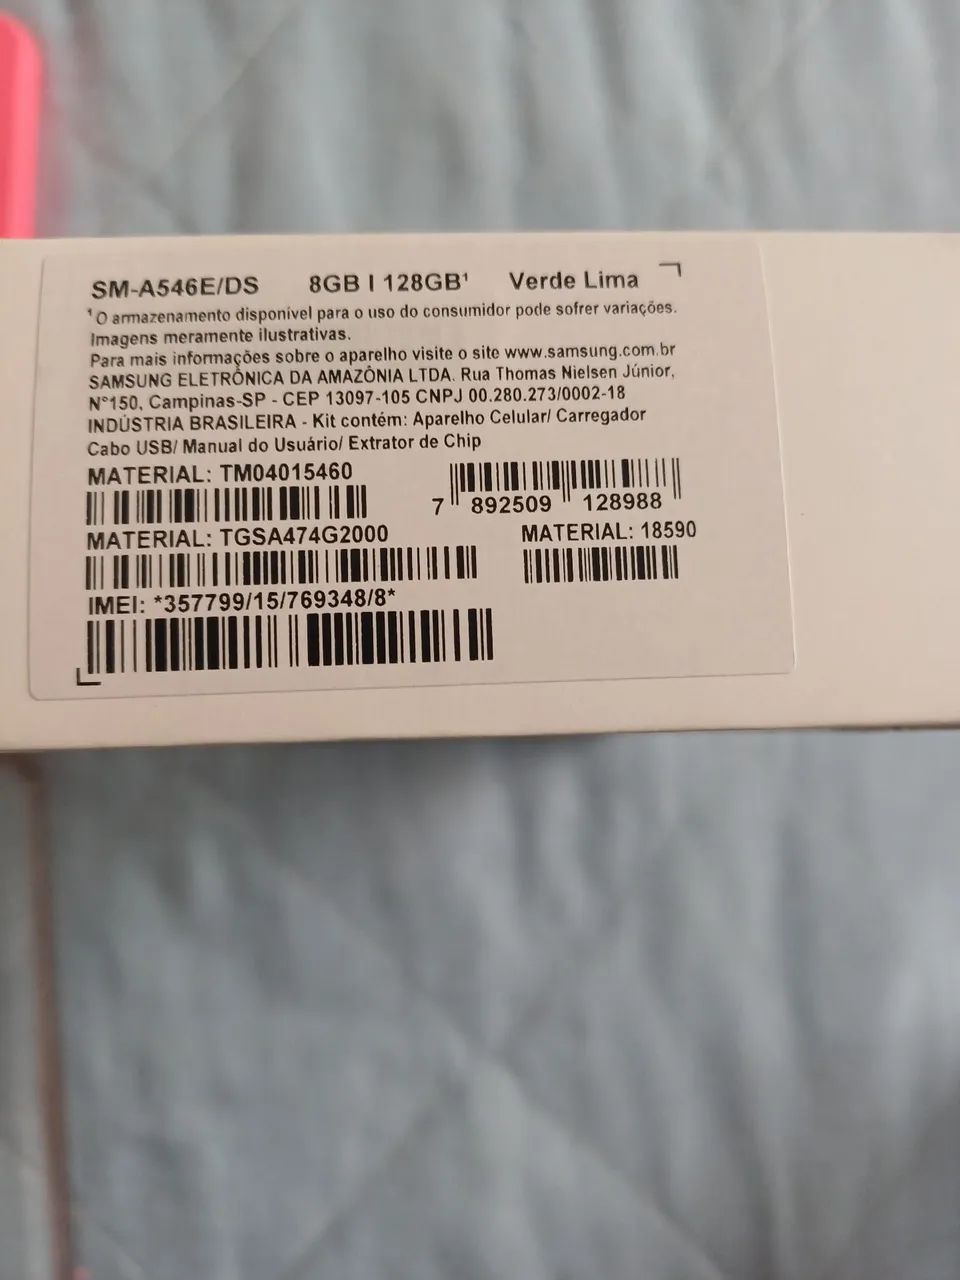 SM-A546E/DS 8GB | 128GB¹ Verde Lima
¹O armazenamento disponível para o uso do consumidor pode sofrer variações.
Imagens meramente ilustrativas.
Para mais informações sobre o aparelho visite o site www.samsung.com.br
SAMSUNG ELETRÔNICA DA AMAZÔNIA LTDA. Rua Thomas Nielsen Júnior,
N°150, Campinas-SP - CEP 13097-105 CNPJ 00.280.273/0002-18
INDÚSTRIA BRASILEIRA - Kit contém: Aparelho Celular/ Carregador
Cabo USB/ Manual do Usuário/ Extrator de Chip
MATERIAL: TM04015460
7 892509 128988
MATERIAL: TGSA474G2000
MATERIAL: 18590
IMEI: *357799/15/769348/8*